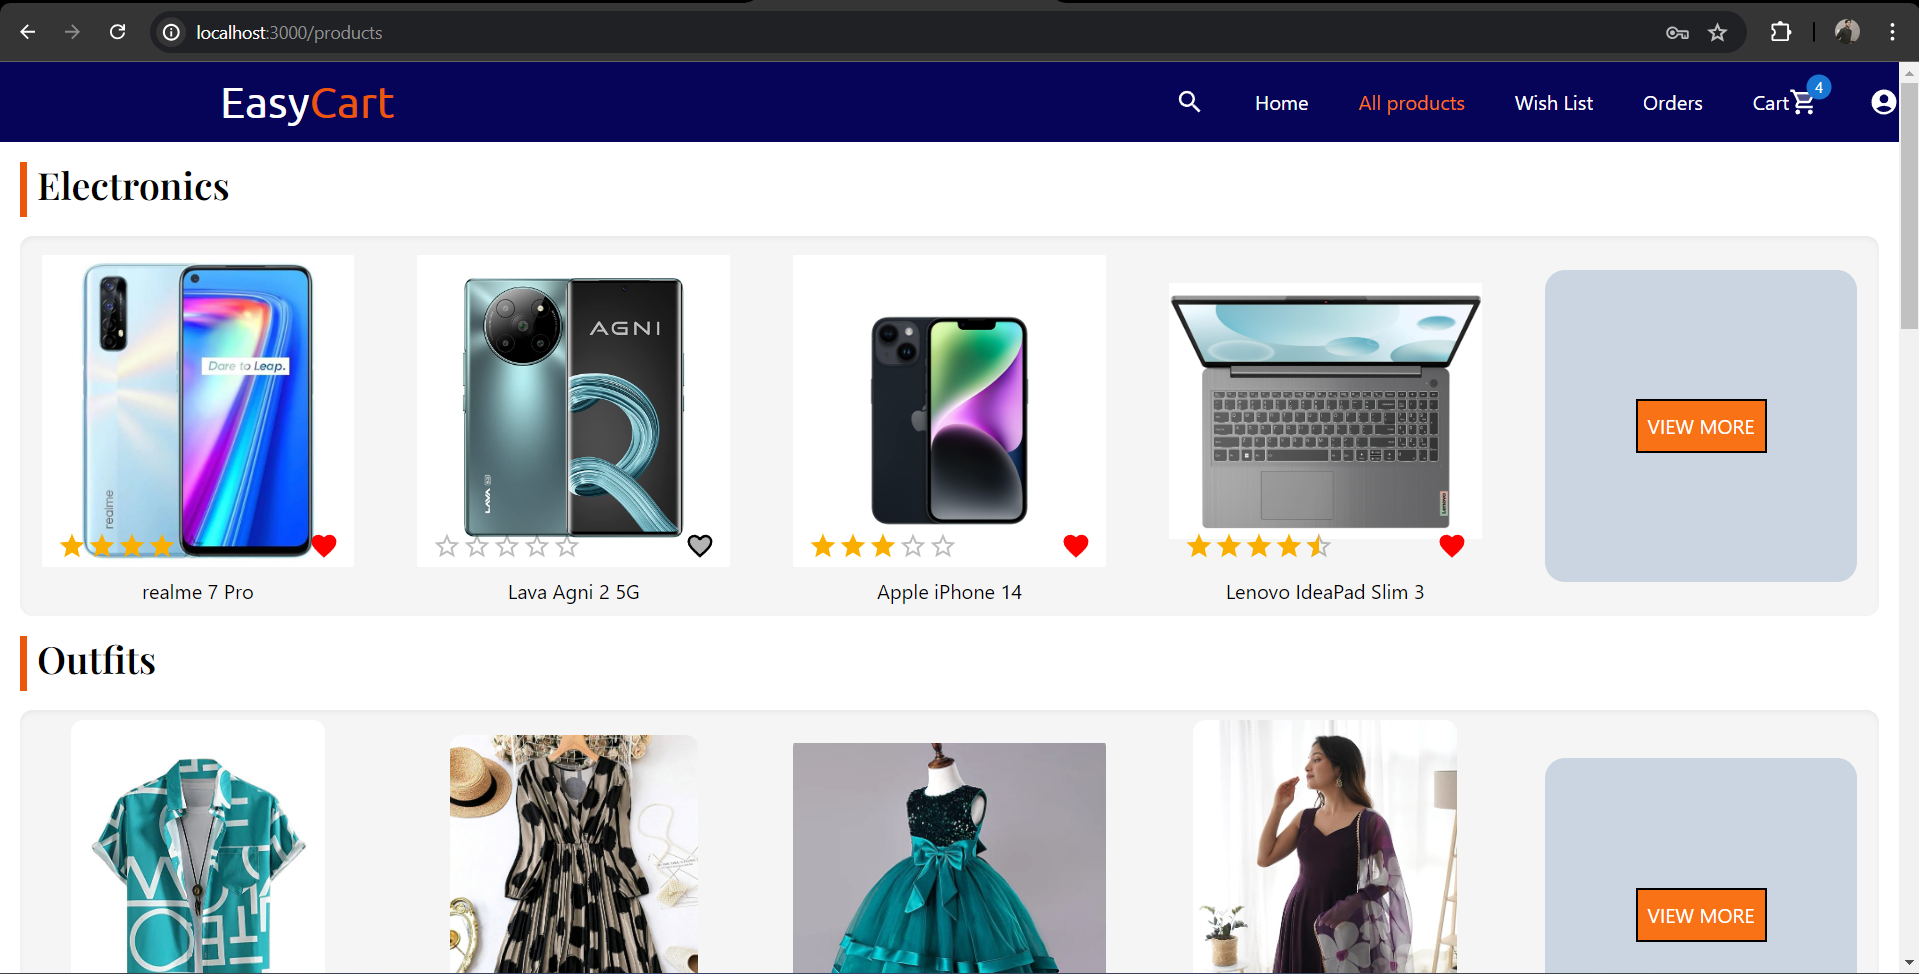 localhost:3000/products
EasyCart
Home
All products
Wish List
Orders
Cart
4
Electronics
Dare to Leap.
realme
AGNI
LAVA 5G
Lenovo
VIEW MORE
realme 7 Pro
Lava Agni 2 5G
Apple iPhone 14
Lenovo IdeaPad Slim 3
Outfits
VIEW MORE